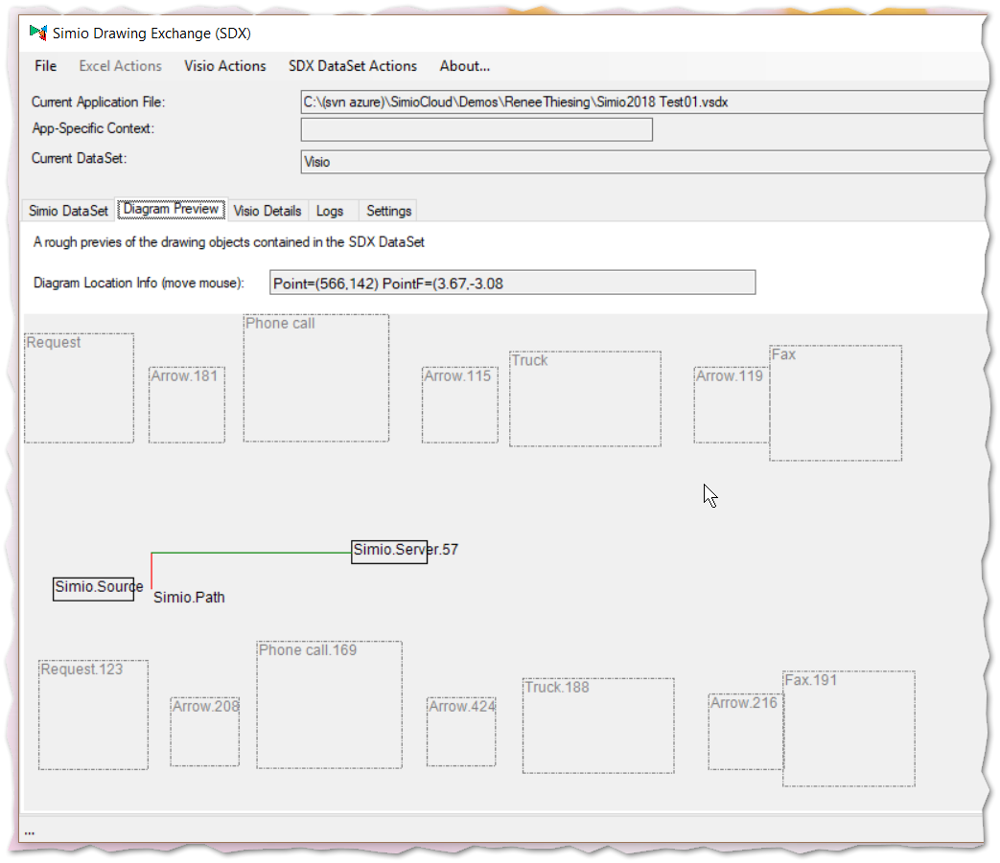 Simio Drawing Exchange (SDX)
File Excel Actions Visio Actions SDX DataSet Actions About...
Current Application File: C:\(svn azure)\SimioCloud\Demos\ReneeThiesing\Simio2018 Test01.vsdx
App-Specific Context:
Current DataSet: Visio
Simio DataSet Diagram Preview Visio Details Logs Settings
A rough previes of the drawing objects contained in the SDX DataSet
Diagram Location Info (move mouse): Point=(566,142) PointF=(3.67,-3.08
Phone call
Request
Fax
Truck
Arrow.181 Arrow.115 Arrow.119
Simio.Server.57
Simio.Source
Simio.Path
Phone call.169
Request.123
Fax.191
Truck.188
Arrow.208 Arrow.424 Arrow.216
...